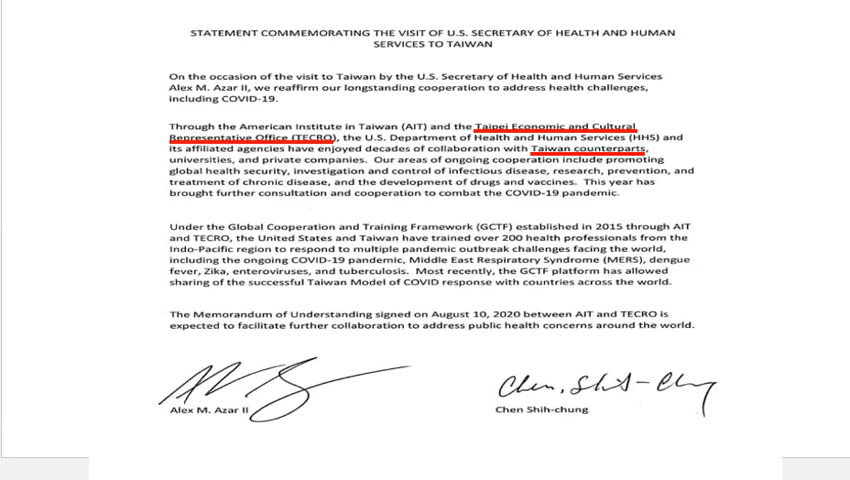 STATEMENT COMMEMORATING THE VISIT OF U.S. SECRETARY OF HEALTH AND HUMAN
SERVICES TO TAIWAN
On the occasion of the visit to Taiwan by the U.S. Secretary of Health and Human Services
Alex M. Azar II, we reaffirm our longstanding cooperation to address health challenges,
including COVID-19.
Through the American Institute in Taiwan (AIT) and the Taipei Economic and Cultural
Representative Office (TECRO), the U.S. Department of Health and Human Services (HHS) and
its affiliated agencies have enjoyed decades of collaboration with Taiwan counterparts,
universities, and private companies. Our areas of ongoing cooperation include promoting
global health security, investigation and control of infectious disease, research, prevention, and
treatment of chronic disease, and the development of drugs and vaccines. This year has
brought further consultation and cooperation to combat the COVID-19 pandemic.
Under the Global Cooperation and Training Framework (GCTF) established in 2015 through AIT
and TECRO, the United States and Taiwan have trained over 200 health professionals from the
Indo-Pacific region to respond to multiple pandemic outbreak challenges facing the world,
including the ongoing COVID-19 pandemic, Middle East Respiratory Syndrome (MERS), dengue
fever, Zika, enteroviruses, and tuberculosis. Most recently, the GCTF platform has allowed
sharing of the successful Taiwan Model of COVID response with countries across the world.
The Memorandum of Understanding signed on August 10, 2020 between AIT and TECRO is
expected to facilitate further collaboration to address public health concerns around the world.
Chen, Shih-Chung
Alex M. Azar II
Chen Shih-chung